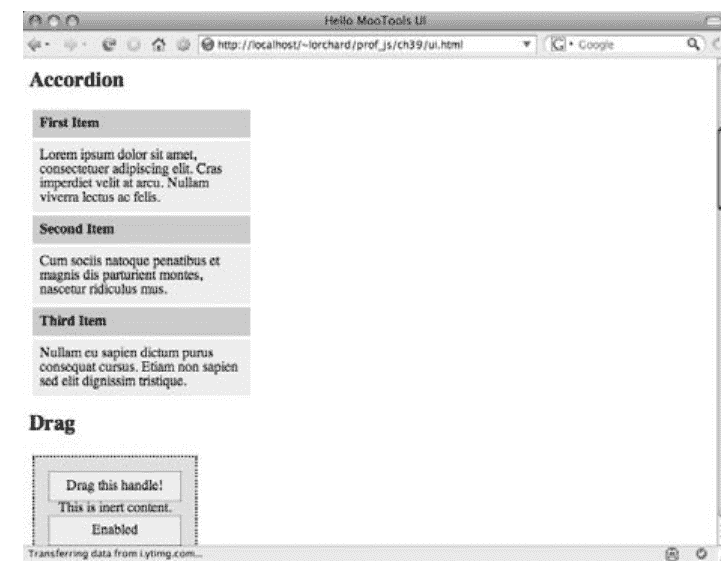 Hello MooTools UI
http://localhost/~lorchard/prof_js/ch39/ui.html
G • Google
Accordion
First Item
Lorem ipsum dolor sit amet,
consectetuer adipiscing elit. Cras
imperdiet velit at arcu. Nullam
viverra lectus ac felis.
Second Item
Cum sociis natoque penatibus et
magnis dis parturient montes,
nascetur ridiculus mus.
Third Item
Nullam eu sapien dictum purus
consequat cursus. Etiam non sapien
sed elit dignissim tristique.
Drag
Drag this handle!
This is inert content.
Enabled
Transferring data from i.ytimg.com...